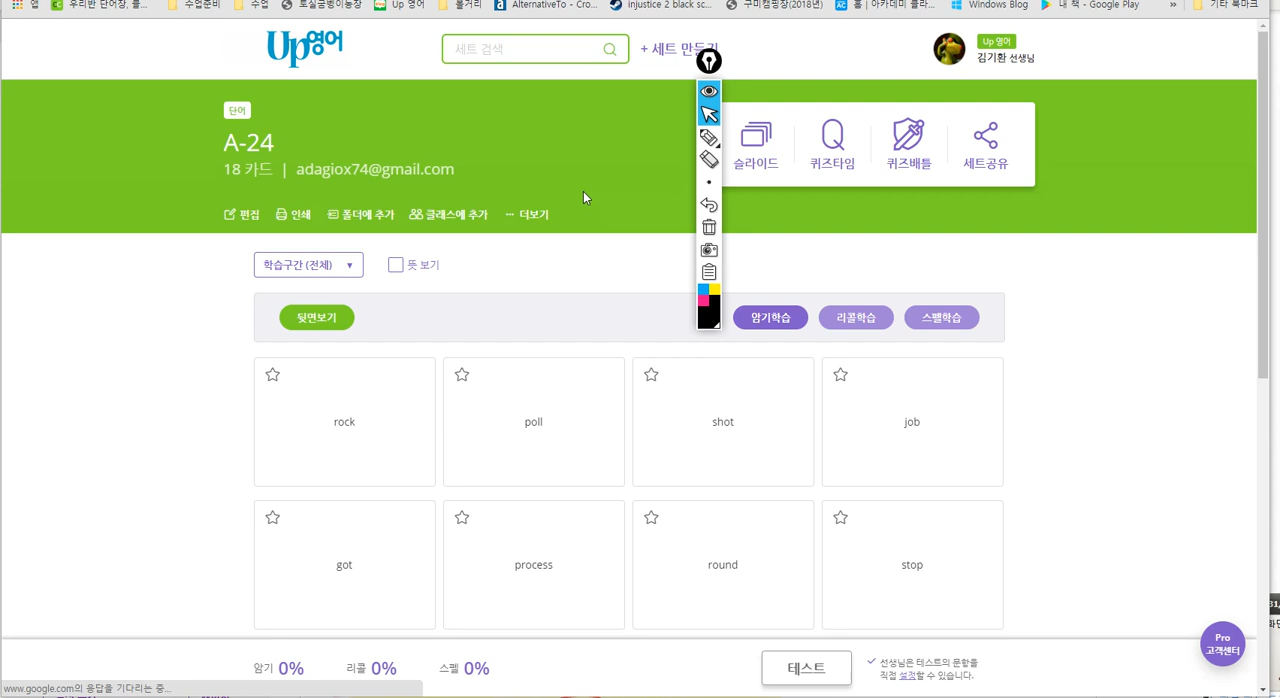 앱 우리반 단어장, 클... 수업준비 수업 토실금벙이농장 Up 영어 볼거리 AlternativeTo - Cro... injustice 2 black sc... 구미캠핑장(2018년) 홈 | 아카데미 클라... Windows Blog 내 책 - Google Play » 기타 북마크
Up영어
세트 검색
+ 세트 만들기
Up 영어
김기환 선생님
단어
A-24
18 카드 | adagiox74@gmail.com
슬라이드 퀴즈타임 퀴즈배틀 세트공유
편집 인쇄 폴더에 추가 클래스에 추가 ··· 더보기
학습구간 (전체) ▼ 뜻 보기
뒷면보기 암기학습 리콜학습 스펠학습
rock poll shot job
got process round stop
Pro
고객센터
암기 0% 리콜 0% 스펠 0%
테스트
선생님은 테스트의 문항을
직접 설정할 수 있습니다.
www.google.com의 응답을 기다리는 중...